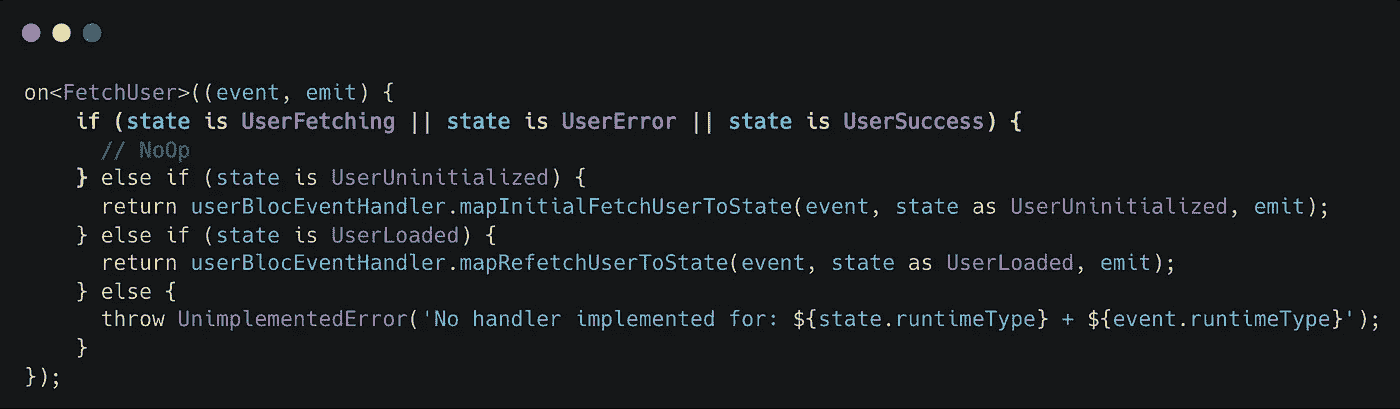 on<FetchUser>((event, emit) {
    if (state is UserFetching || state is UserError || state is UserSuccess) {
      // NoOp
    } else if (state is UserUninitialized) {
      return userBlocEventHandler.mapInitialFetchUserToState(event, state as UserUninitialized, emit);
    } else if (state is UserLoaded) {
      return userBlocEventHandler.mapRefetchUserToState(event, state as UserLoaded, emit);
    } else {
      throw UnimplementedError('No handler implemented for: ${state.runtimeType} + ${event.runtimeType}');
    }
});